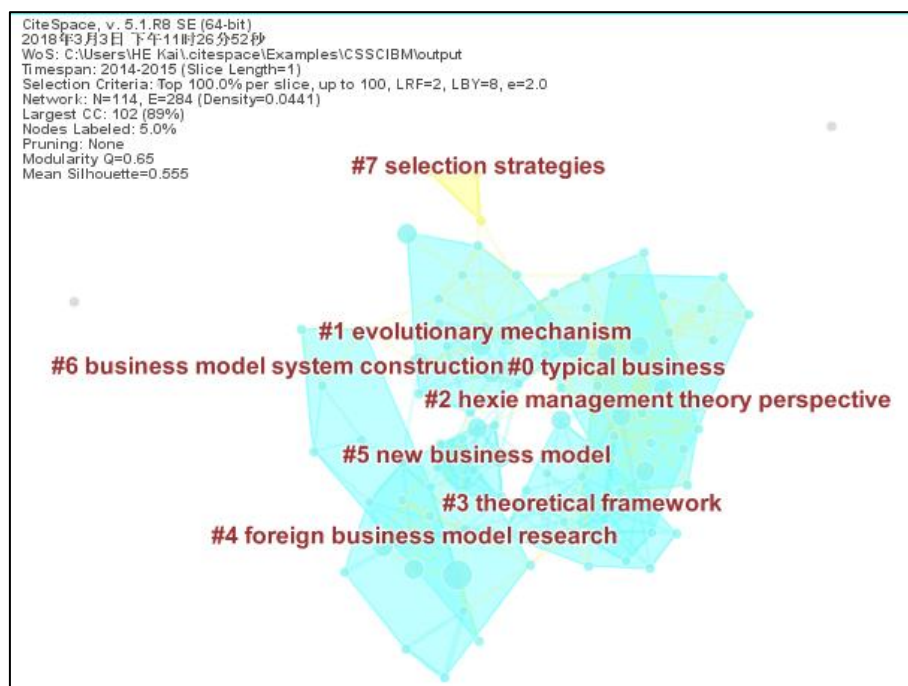 CiteSpace, v. 5.1.R8 SE (64-bit)
2018年3月3日 下午11时26分52秒
WoS: C:\Users\HE Kai\.citespace\Examples\CSSCIBM\output
Timespan: 2014-2015 (Slice Length=1)
Selection Criteria: Top 100.0% per slice, up to 100, LRF=2, LBY=8, e=2.0
Network: N=114, E=284 (Density=0.0441)
Largest CC: 102 (89%)
Nodes Labeled: 5.0%
Pruning: None
Modularity Q=0.65
Mean Silhouette=0.555
#7 selection strategies
#1 evolutionary mechanism
#6 business model system construction
#0 typical business
#2 hexie management theory perspective
#5 new business model
#3 theoretical framework
#4 foreign business model research